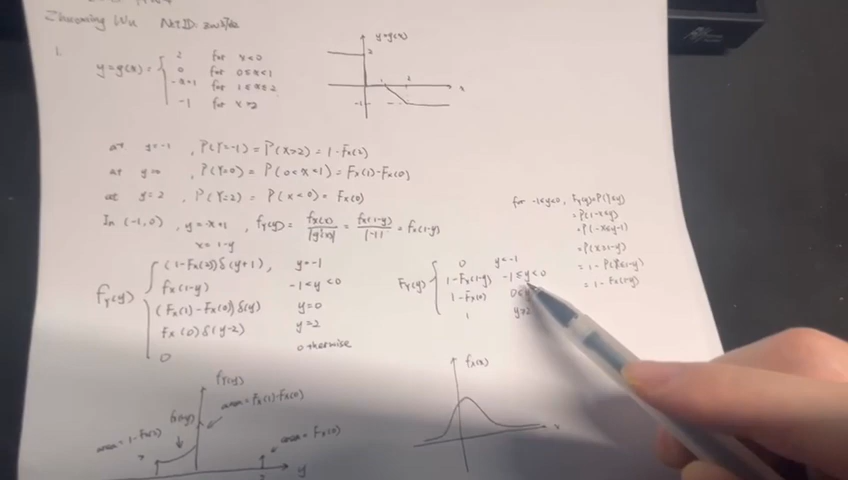 Zhuoming Wu NetID:
1.
y=g(x)= { 2 for x<0
0 for 0≤x<1
-x+1 for 1≤x≤2
-1 for x>2
y=g(x)
2
x
-1
at y=-1, P(Y=-1) = P(X>2) = 1-Fx(2)
at y=0, P(Y=0) = P(0<x<1) = Fx(1)-Fx(0)
at y=2, P(Y=2) = P(x<0) = Fx(0)
In (-1,0), y=-x+1, fY(y) = fx(x)/|g'(x)| = fx(1-y)/|-1| = fx(1-y)
x = 1-y
fY(y) { (1-Fx(2))δ(y+1), y=-1
fx(1-y) -1<y<0
(Fx(1)-Fx(0))δ(y) y=0
Fx(0)δ(y-2) y=2
0 otherwise
for -1≤y<0, FY(y)=P(Y≤y)
=P(1-x≤y)
=P(-x≤y-1)
=P(x≥1-y)
= 1-P(x≤1-y)
= 1-Fx(1-y)
FY(y) { 0 y=-1
1-Fx(1-y) -1≤y<0
1-Fx(0)
1
fY(y)
area = Fx(1)-Fx(0)
area = 1-Fx(2)
area = Fx(0)
2
y
fx(x)
x